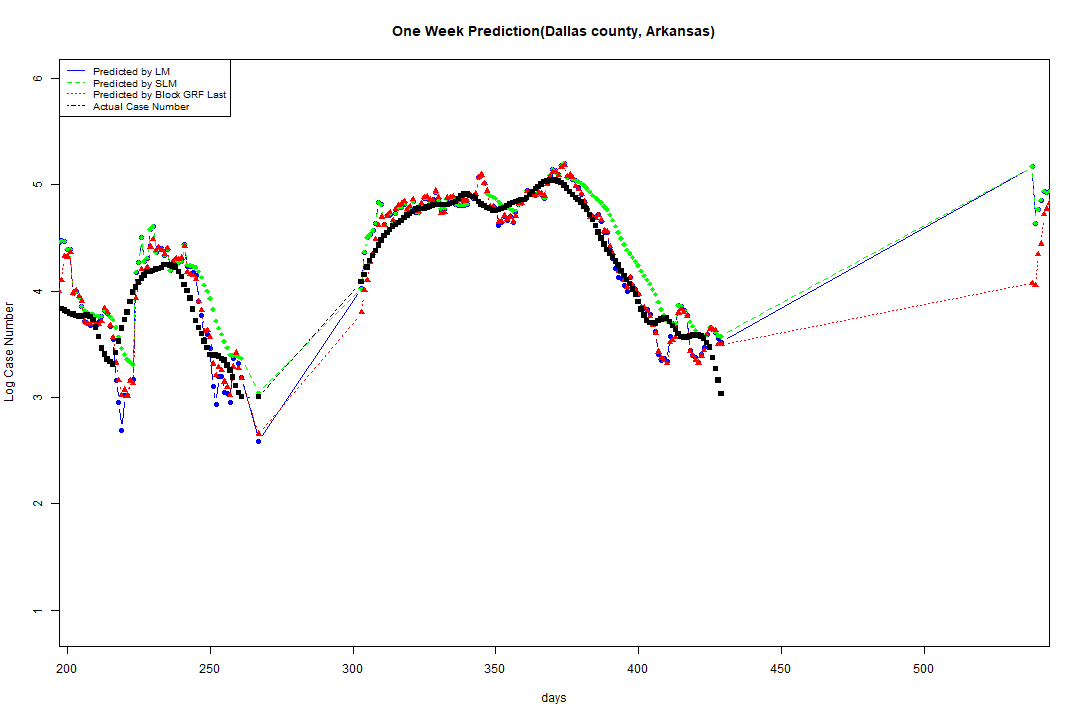 One Week Prediction(Dallas county, Arkansas)
Predicted by LM
Predicted by SLM
Predicted by Block GRF Last
Actual Case Number
Log Case Number
6
5
4
3
2
1
200 250 300 350 400 450 500
days